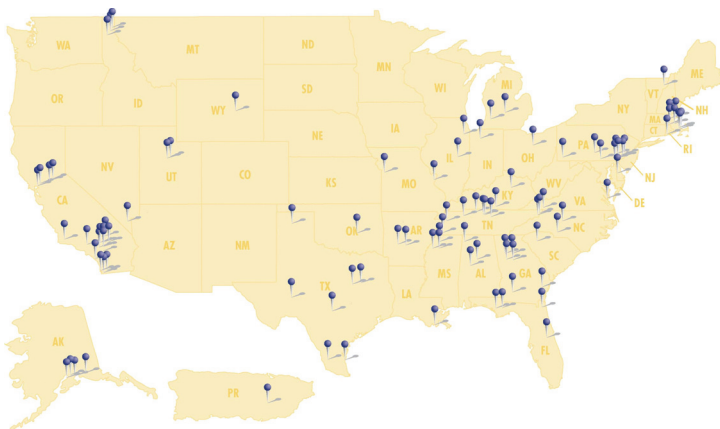 WA
MT
ND
MN
OR
ID
WY
SD
WI
MI
NY
VT
ME
NH
MA
CT
RI
NV
UT
CO
NE
IA
IL
IN
OH
PA
NJ
DE
CA
KS
MO
KY
WV
VA
AZ
NM
OK
AR
TN
NC
SC
TX
LA
MS
AL
GA
FL
AK
PR